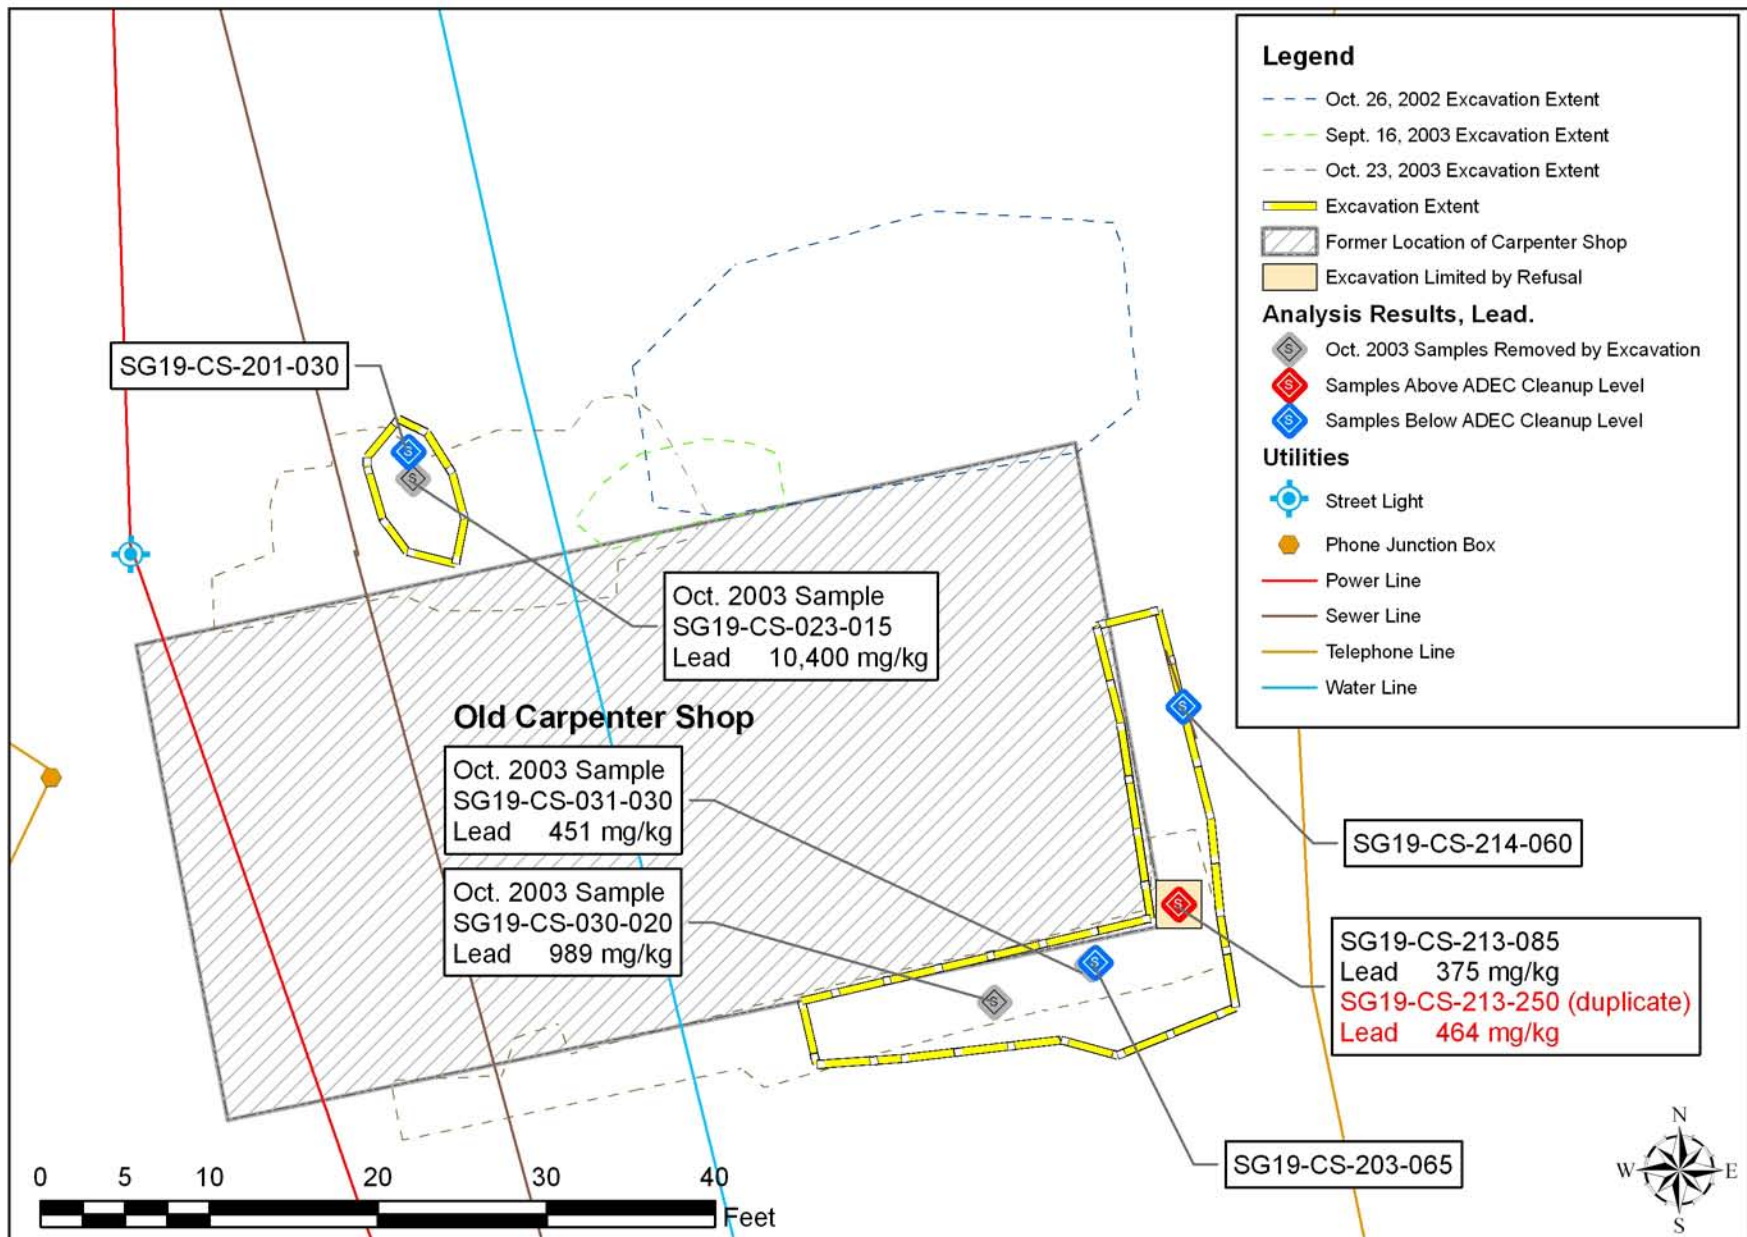 Legend
Oct. 26, 2002 Excavation Extent
Sept. 16, 2003 Excavation Extent
Oct. 23, 2003 Excavation Extent
Excavation Extent
Former Location of Carpenter Shop
Excavation Limited by Refusal
Analysis Results, Lead.
S Oct. 2003 Samples Removed by Excavation
S Samples Above ADEC Cleanup Level
S Samples Below ADEC Cleanup Level
Utilities
Street Light
Phone Junction Box
Power Line
Sewer Line
Telephone Line
Water Line
SG19-CS-201-030
S
S
Oct. 2003 Sample
SG19-CS-023-015
Lead 10,400 mg/kg
Old Carpenter Shop
Oct. 2003 Sample
SG19-CS-031-030
Lead 451 mg/kg
Oct. 2003 Sample
SG19-CS-030-020
Lead 989 mg/kg
S
SG19-CS-214-060
S
S
S
SG19-CS-213-085
Lead 375 mg/kg
SG19-CS-213-250 (duplicate)
Lead 464 mg/kg
SG19-CS-203-065
0 5 10 20 30 40
Feet
N
W E
S